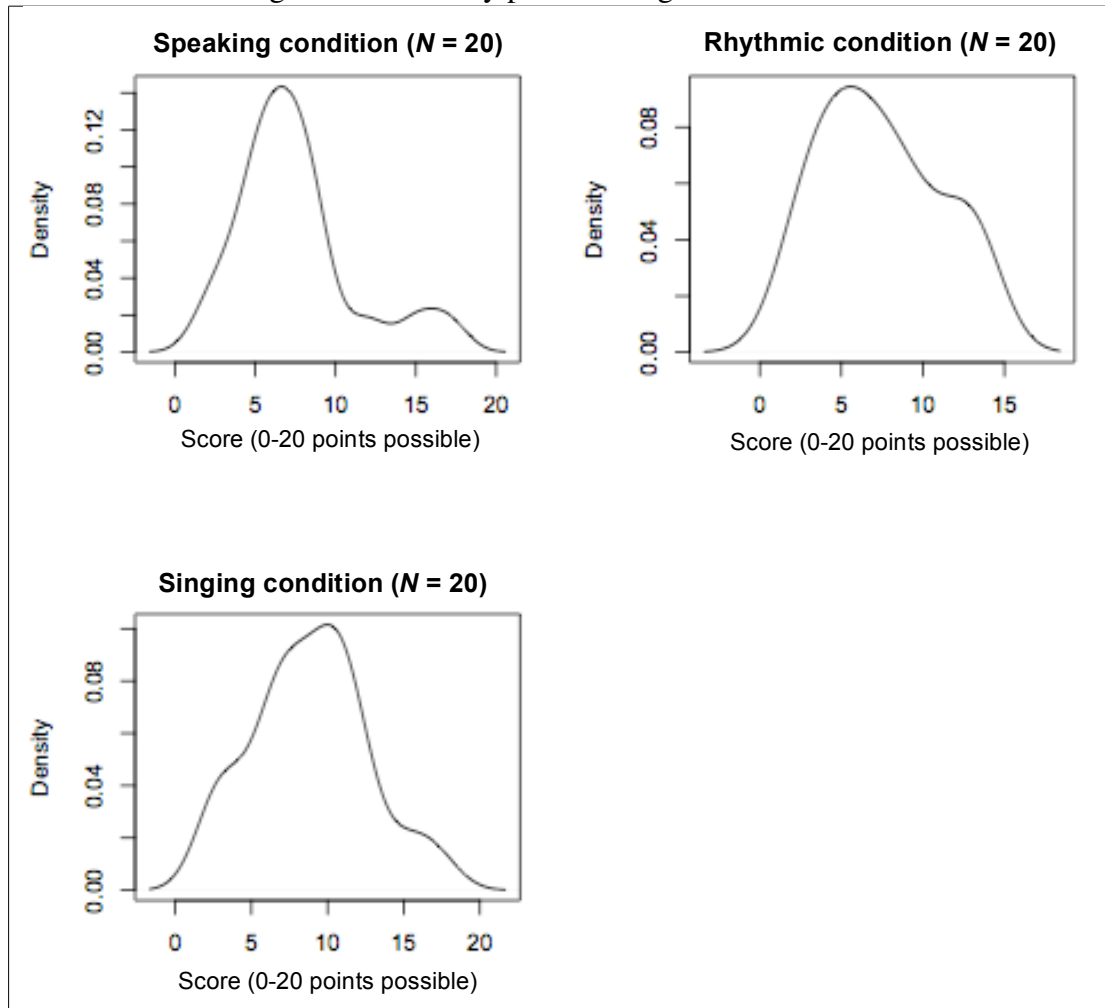 Speaking condition (N = 20)
Density
0.00 0.04 0.08 0.12
0 5 10 15 20
Score (0-20 points possible)
Rhythmic condition (N = 20)
Density
0.00 0.04 0.08
0 5 10 15
Score (0-20 points possible)
Singing condition (N = 20)
Density
0.00 0.04 0.08
0 5 10 15 20
Score (0-20 points possible)